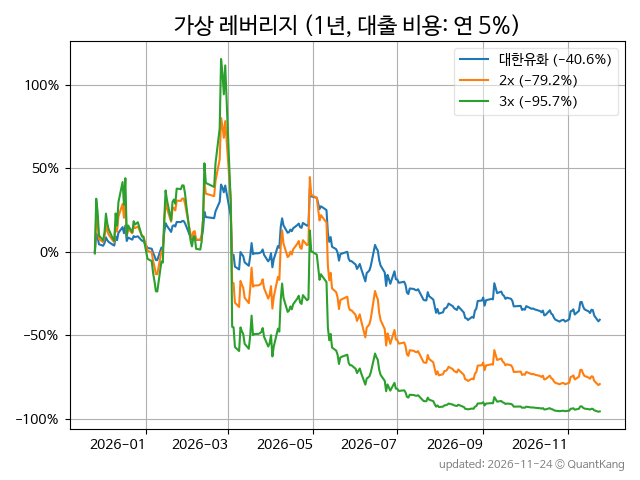 가상 레버리지 (1년, 대출 비용: 연 5%)
대한유화 (−40.6%)
2x (−79.2%)
3x (−95.7%)
100%
50%
0%
−50%
−100%
2026-01
2026-03
2026-05
2026-07
2026-09
2026-11
updated: 2026-11-24 © QuantKang